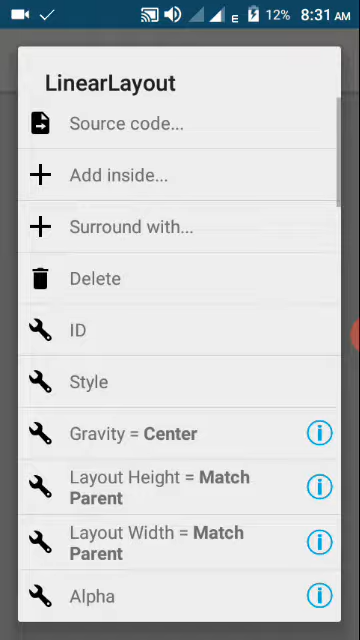 E 12% 8:31 AM
LinearLayout
Source code...
Add inside...
Surround with...
Delete
ID
Style
Gravity = Center
Layout Height = Match
Parent
Layout Width = Match
Parent
Alpha